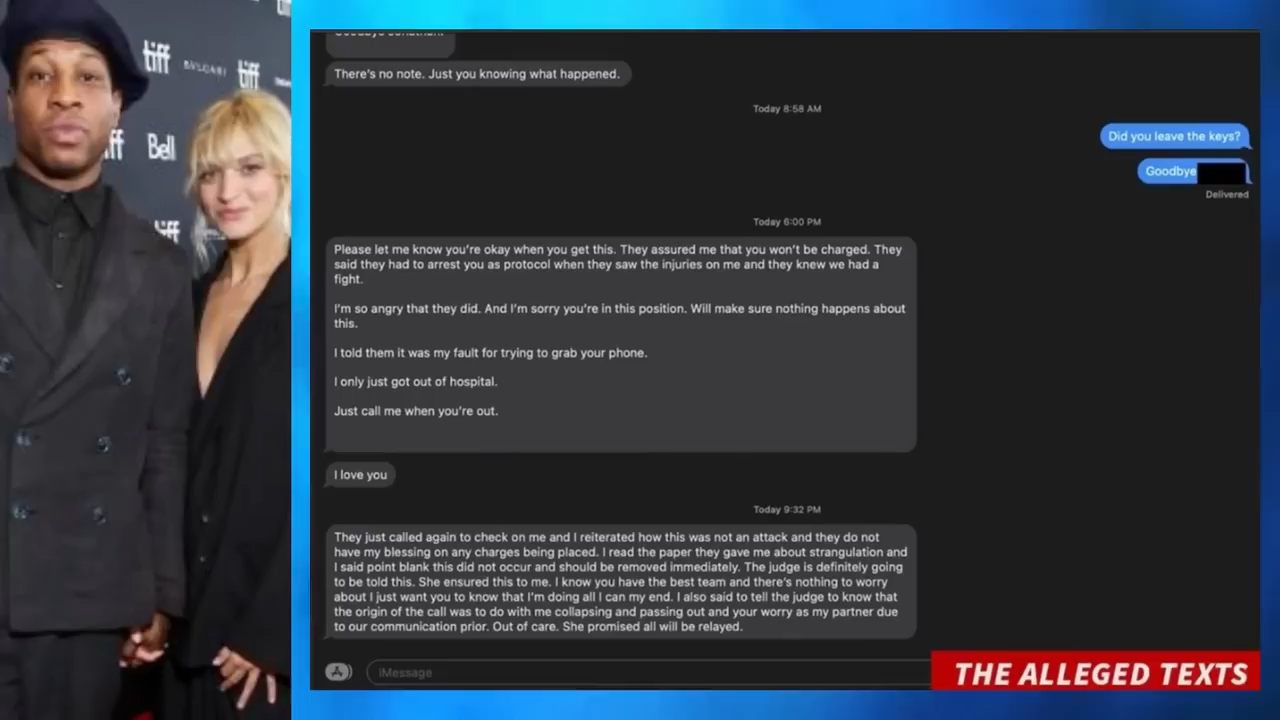 tiff
BVLGARI
tiff
ff
Bell
tiff
Goodbye Jonathan.
There's no note. Just you knowing what happened.
Today 8:58 AM
Did you leave the keys?
Goodbye
Delivered
Today 6:00 PM
Please let me know you're okay when you get this. They assured me that you won't be charged. They
said they had to arrest you as protocol when they saw the injuries on me and they knew we had a
fight.
I'm so angry that they did. And I'm sorry you're in this position. Will make sure nothing happens about
this.
I told them it was my fault for trying to grab your phone.
I only just got out of hospital.
Just call me when you're out.
I love you
Today 9:32 PM
They just called again to check on me and I reiterated how this was not an attack and they do not
have my blessing on any charges being placed. I read the paper they gave me about strangulation and
I said point blank this did not occur and should be removed immediately. The judge is definitely going
to be told this. She ensured this to me. I know you have the best team and there's nothing to worry
about I just want you to know that I'm doing all I can my end. I also said to tell the judge to know that
the origin of the call was to do with me collapsing and passing out and your worry as my partner due
to our communication prior. Out of care. She promised all will be relayed.
iMessage
THE ALLEGED TEXTS